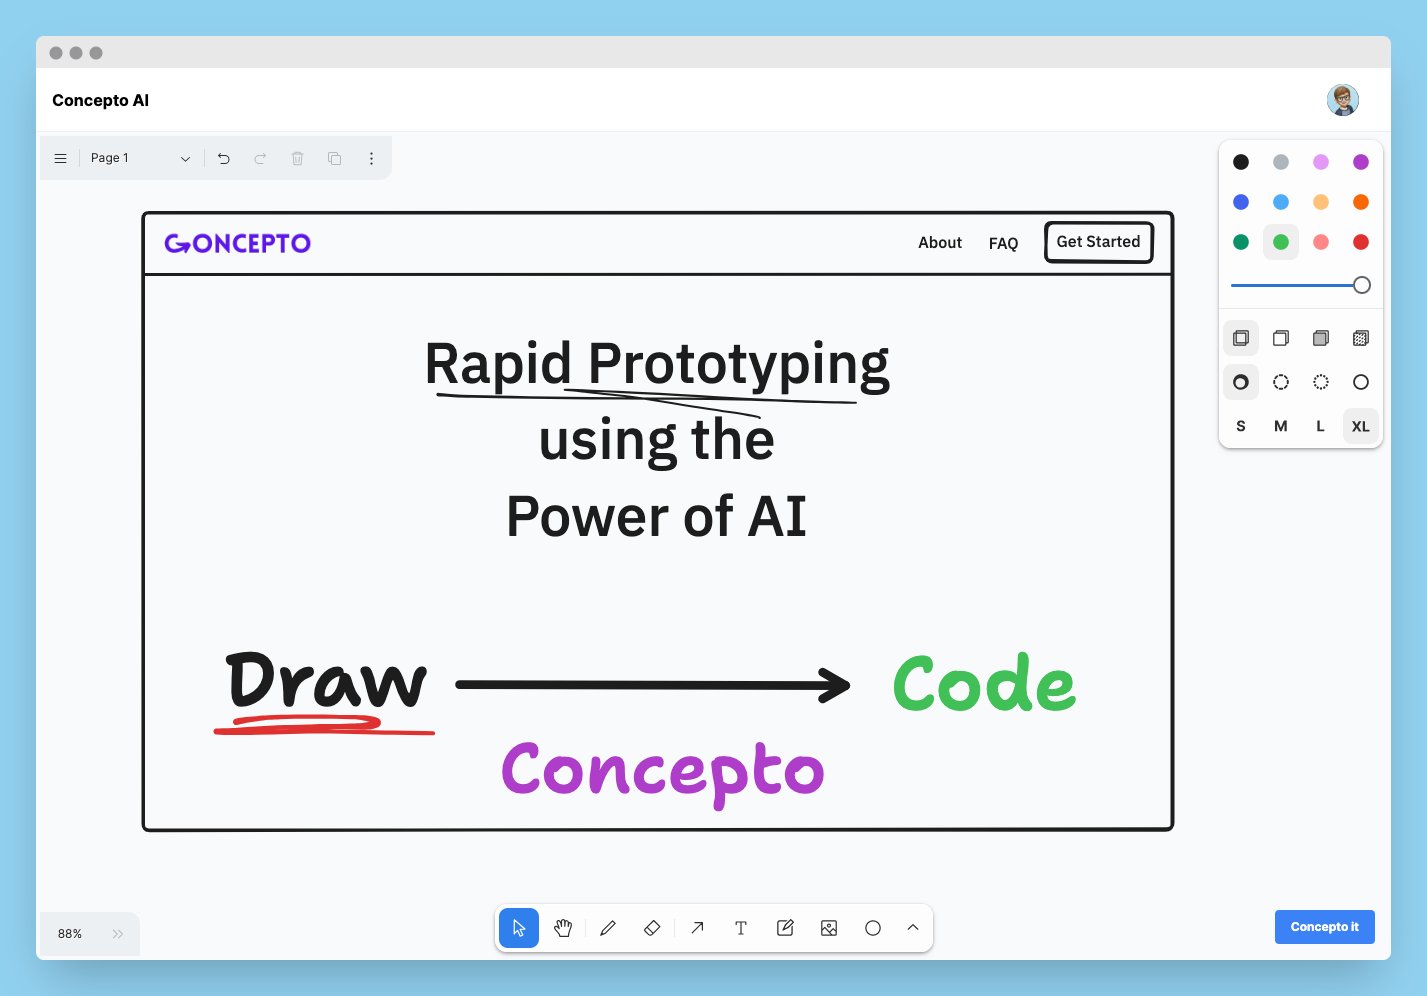 Concepto AI
Page 1
GONCEPTO
About FAQ Get Started
Rapid Prototyping
using the
Power of AI
Draw Code
Concepto
S M L XL
88%
T
Concepto it